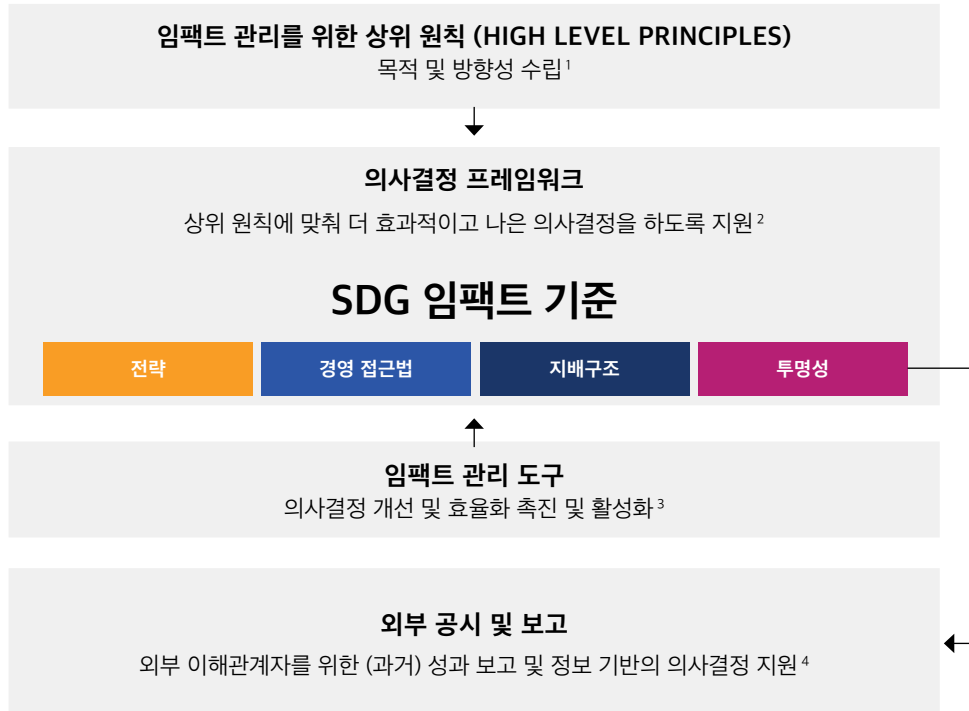 임팩트 관리를 위한 상위 원칙 (HIGH LEVEL PRINCIPLES)
목적 및 방향성 수립 1
의사결정 프레임워크
상위 원칙에 맞춰 더 효과적이고 나은 의사결정을 하도록 지원 2
SDG 임팩트 기준
전략 경영 접근법 지배구조 투명성
임팩트 관리 도구
의사결정 개선 및 효율화 촉진 및 활성화 3
외부 공시 및 보고
외부 이해관계자를 위한 (과거) 성과 보고 및 정보 기반의 의사결정 지원 4